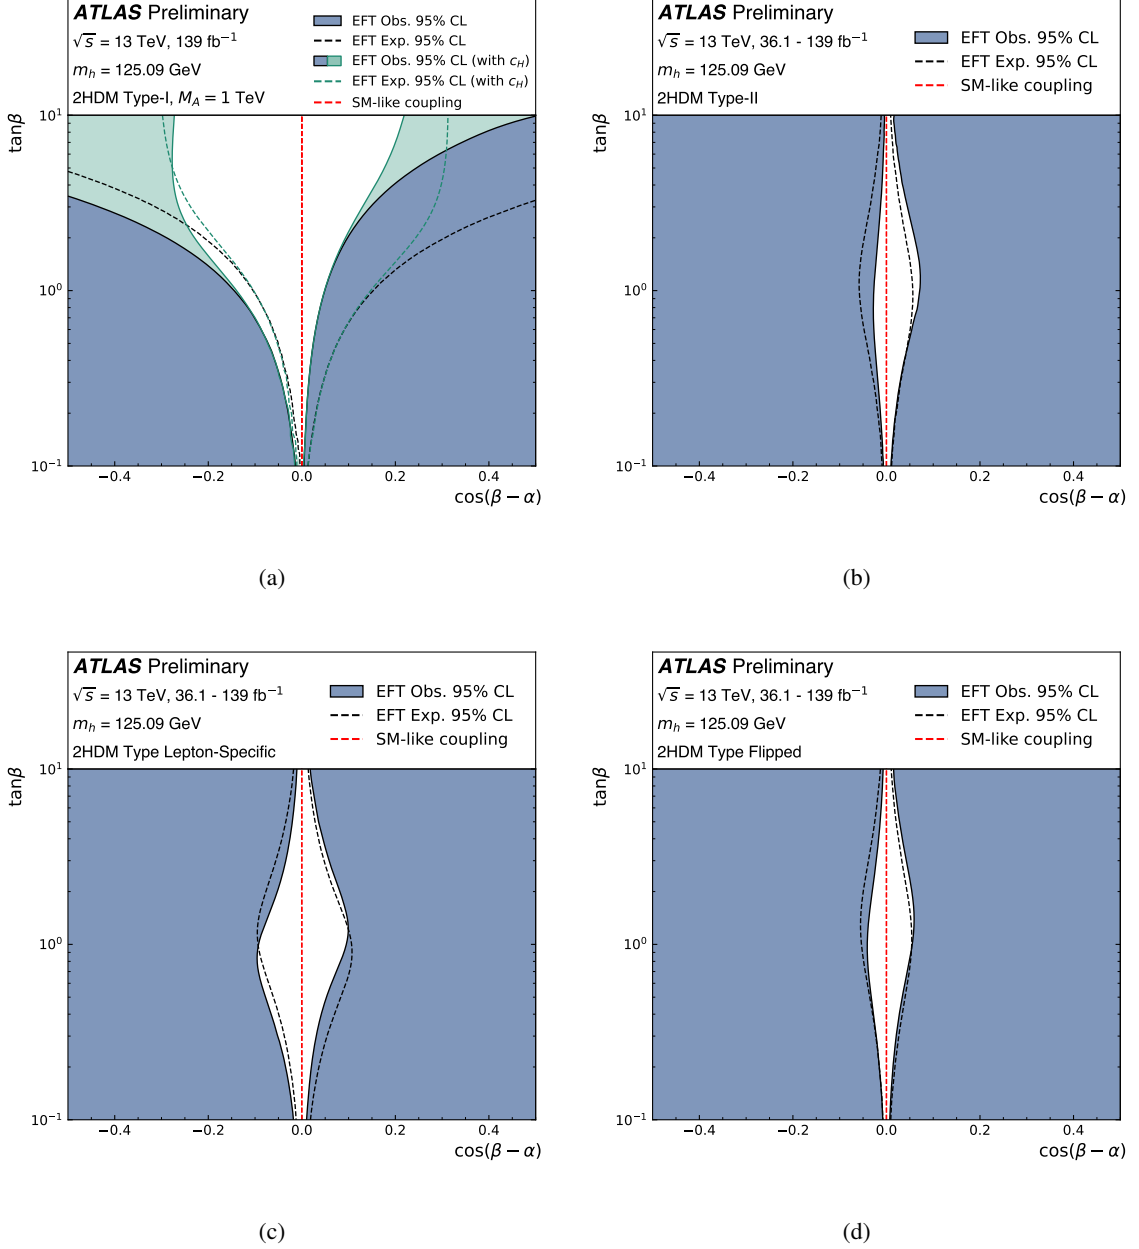 ATLAS Preliminary
√s = 13 TeV, 139 fb⁻¹
m_h = 125.09 GeV
2HDM Type-I, M_A = 1 TeV
EFT Obs. 95% CL
EFT Exp. 95% CL
EFT Obs. 95% CL (with c_H)
EFT Exp. 95% CL (with c_H)
SM-like coupling
tanβ
10¹
10⁰
10⁻¹
−0.4 −0.2 0.0 0.2 0.4
cos(β − α)
(a)
ATLAS Preliminary
√s = 13 TeV, 36.1 - 139 fb⁻¹
m_h = 125.09 GeV
2HDM Type-II
EFT Obs. 95% CL
EFT Exp. 95% CL
SM-like coupling
tanβ
10¹
10⁰
10⁻¹
−0.4 −0.2 0.0 0.2 0.4
cos(β − α)
(b)
ATLAS Preliminary
√s = 13 TeV, 36.1 - 139 fb⁻¹
m_h = 125.09 GeV
2HDM Type Lepton-Specific
EFT Obs. 95% CL
EFT Exp. 95% CL
SM-like coupling
tanβ
10¹
10⁰
10⁻¹
−0.4 −0.2 0.0 0.2 0.4
cos(β − α)
(c)
ATLAS Preliminary
√s = 13 TeV, 36.1 - 139 fb⁻¹
m_h = 125.09 GeV
2HDM Type Flipped
EFT Obs. 95% CL
EFT Exp. 95% CL
SM-like coupling
tanβ
10¹
10⁰
10⁻¹
−0.4 −0.2 0.0 0.2 0.4
cos(β − α)
(d)